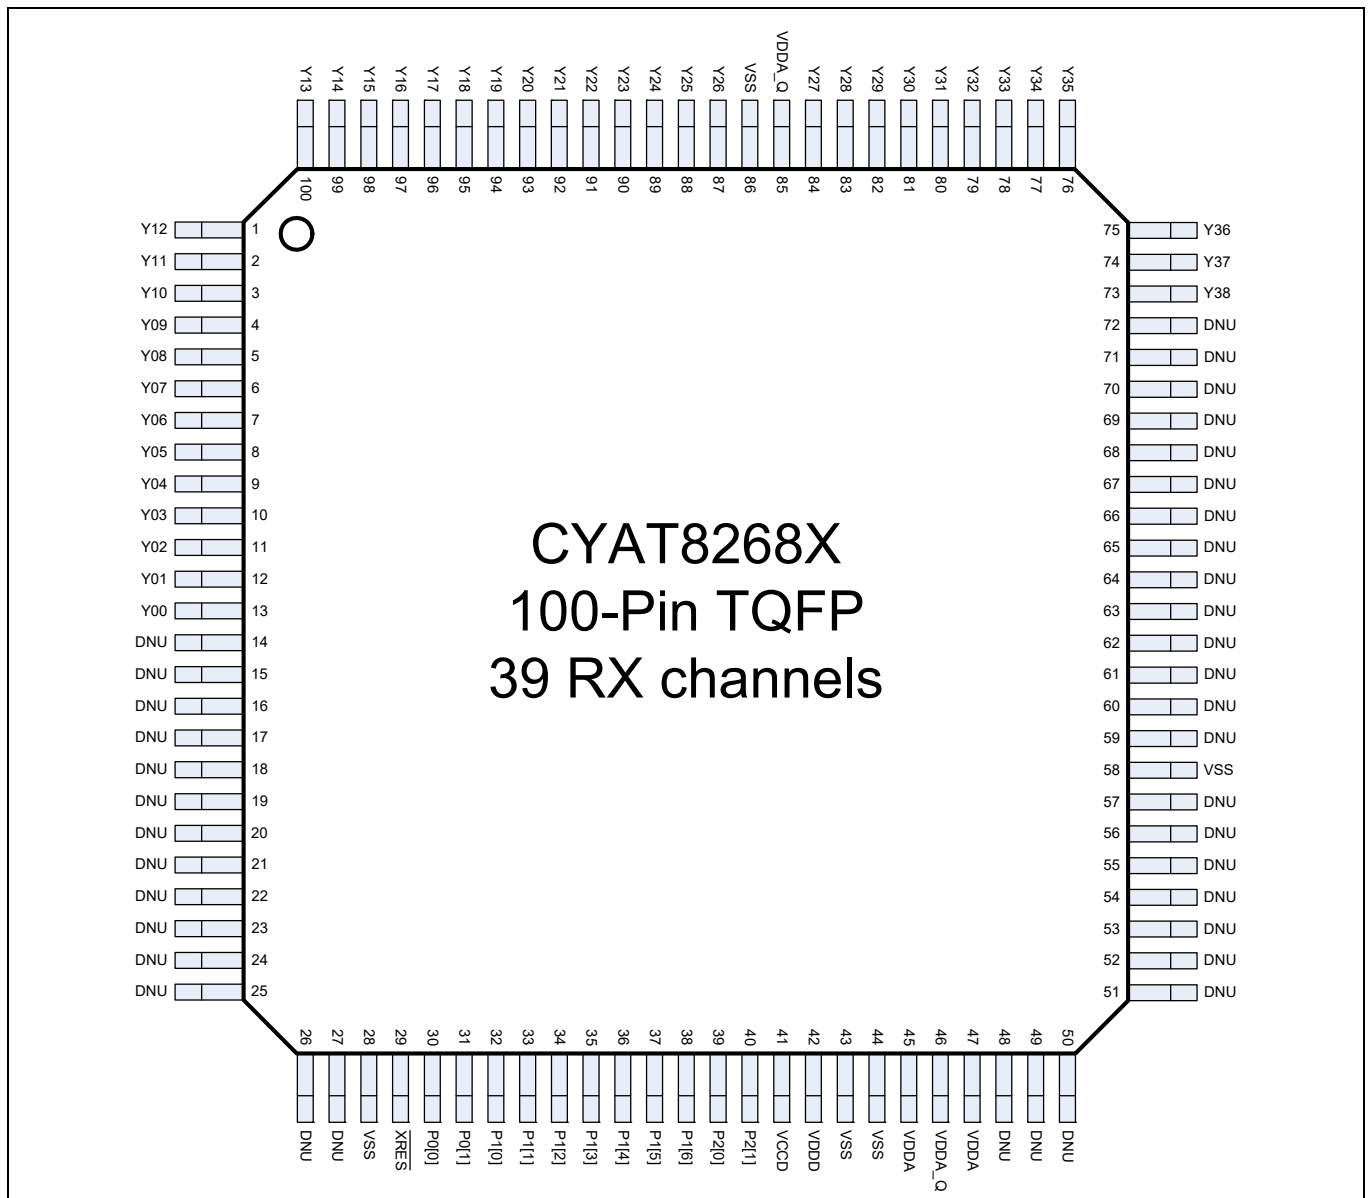 Y13 Y14 Y15 Y16 Y17 Y18 Y19 Y20 Y21 Y22 Y23 Y24 Y25 Y26 VSS VDDA_Q Y27 Y28 Y29 Y30 Y31 Y32 Y33 Y34 Y35
100 99 98 97 96 95 94 93 92 91 90 89 88 87 86 85 84 83 82 81 80 79 78 77 76
Y12 1 75 Y36
Y11 2 74 Y37
Y10 3 73 Y38
Y09 4 72 DNU
Y08 5 71 DNU
Y07 6 70 DNU
Y06 7 69 DNU
Y05 8 68 DNU
Y04 9 67 DNU
Y03 10 66 DNU
Y02 11 65 DNU
Y01 12 64 DNU
Y00 13 63 DNU
DNU 14 62 DNU
DNU 15 61 DNU
DNU 16 60 DNU
DNU 17 59 DNU
DNU 18 58 VSS
DNU 19 57 DNU
DNU 20 56 DNU
DNU 21 55 DNU
DNU 22 54 DNU
DNU 23 53 DNU
DNU 24 52 DNU
DNU 25 51 DNU
CYAT8268X
100-Pin TQFP
39 RX channels
26 27 28 29 30 31 32 33 34 35 36 37 38 39 40 41 42 43 44 45 46 47 48 49 50
DNU DNU VSS XRES P0[0] P0[1] P1[0] P1[1] P1[2] P1[3] P1[4] P1[5] P1[6] P2[0] P2[1] VCCD VDDD VSS VSS VDDA VDDA_Q VDDA DNU DNU DNU